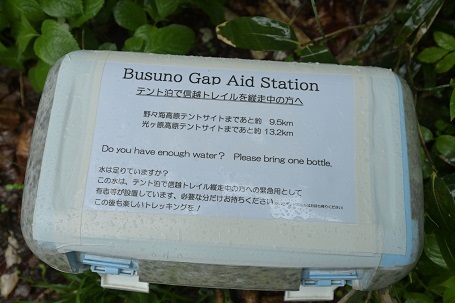 Busuno Gap Aid Station
テント泊で信越トレイルを縦走中の方へ
野々海高原テントサイトまであと約 9.5km
光ヶ原高原テントサイトまであと約 13.2km
Do you have enough water? Please bring one bottle.
水は足りていますか？
この水は、テント泊で信越トレイル縦走中の方への緊急用として
有志等が設置しています、必要な分だけお持ちください
この後も楽しいトレッキングを！